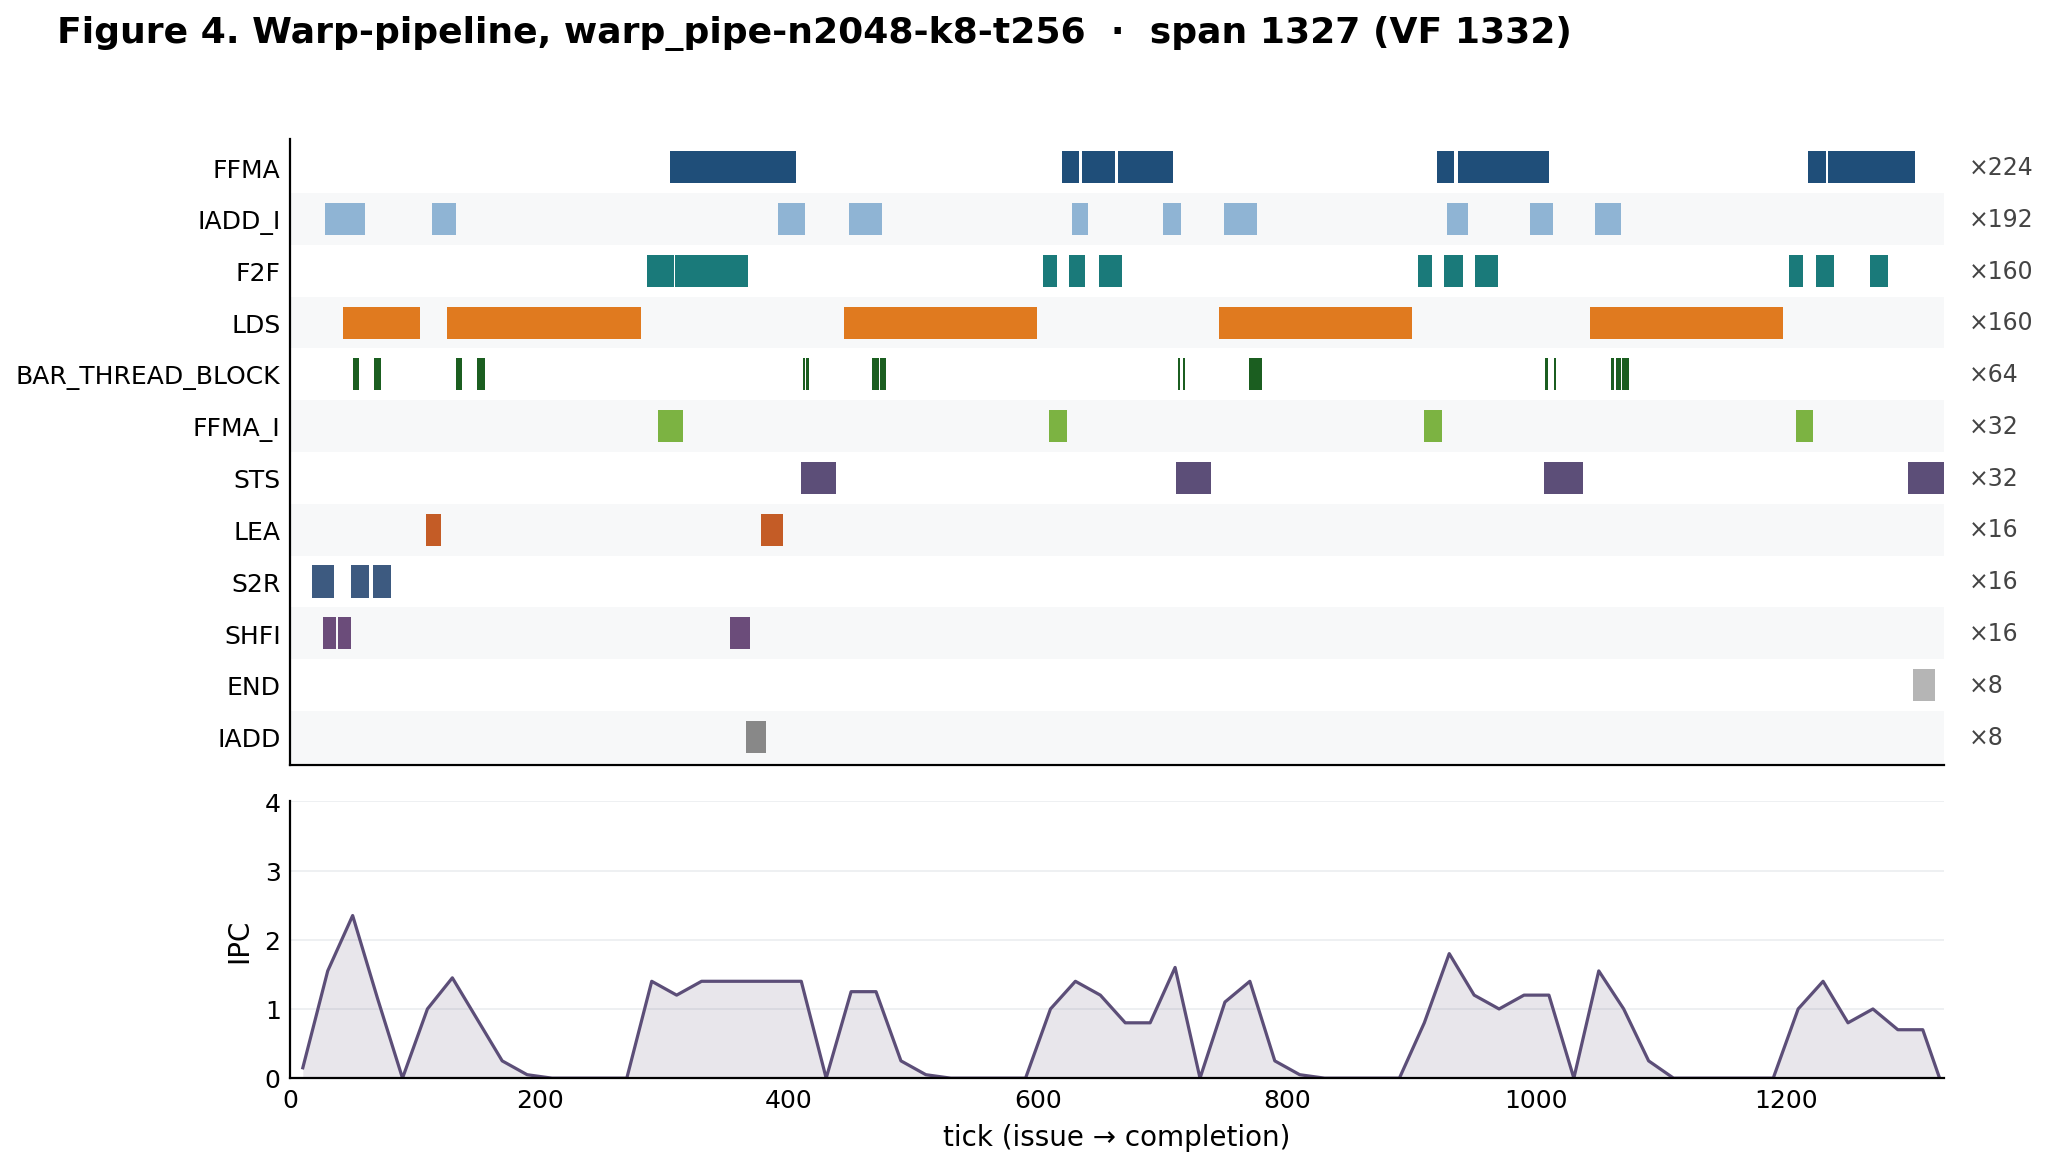 Figure 4. Warp-pipeline, warp_pipe-n2048-k8-t256 · span 1327 (VF 1332)
FFMA ×224
IADD_I ×192
F2F ×160
LDS ×160
BAR_THREAD_BLOCK ×64
FFMA_I ×32
STS ×32
LEA ×16
S2R ×16
SHFI ×16
END ×8
IADD ×8
4
3
2
1
0
IPC
0 200 400 600 800 1000 1200
tick (issue → completion)